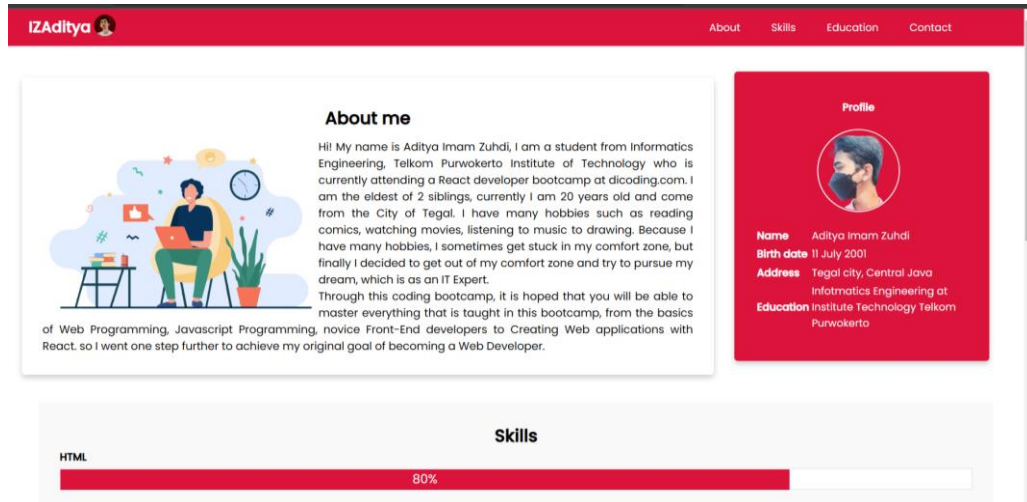 IZAditya
About Skills Education Contact
About me
Hi! My name is Aditya Imam Zuhdi, I am a student from Informatics
Engineering, Telkom Purwokerto Institute of Technology who is
currently attending a React developer bootcamp at dicoding.com. I
am the eldest of 2 siblings, currently I am 20 years old and come
from the City of Tegal. I have many hobbies such as reading
comics, watching movies, listening to music to drawing. Because I
have many hobbies, I sometimes get stuck in my comfort zone, but
finally I decided to get out of my comfort zone and try to pursue my
dream, which is as an IT Expert.
Through this coding bootcamp, it is hoped that you will be able to
master everything that is taught in this bootcamp, from the basics
of Web Programming, Javascript Programming, novice Front-End developers to Creating Web applications with
React. so I went one step further to achieve my original goal of becoming a Web Developer.
Profile
Name Aditya Imam Zuhdi
Birth date 11 July 2001
Address Tegal city, Central Java
Infotmatics Engineering at
Education Institute Technology Telkom
Purwokerto
Skills
HTML
80%